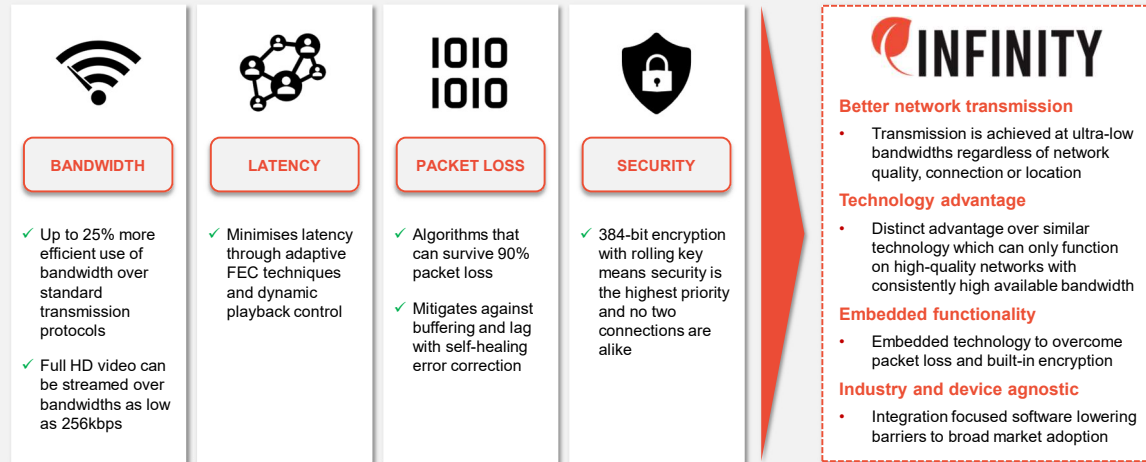 IOIO
IOIO
BANDWIDTH
Up to 25% more
efficient use of
bandwidth over
standard
transmission
protocols
Full HD video can
be streamed over
bandwidths as low
as 256kbps
LATENCY
Minimises latency
through adaptive
FEC techniques
and dynamic
playback control
PACKET LOSS
Algorithms that
can survive 90%
packet loss
Mitigates against
buffering and lag
with self-healing
error correction
SECURITY
384-bit encryption
with rolling key
means security is
the highest priority
and no two
connections are
alike
INFINITY
Better network transmission
• Transmission is achieved at ultra-low
bandwidths regardless of network
quality, connection or location
Technology advantage
• Distinct advantage over similar
technology which can only function
on high-quality networks with
consistently high available bandwidth
Embedded functionality
• Embedded technology to overcome
packet loss and built-in encryption
Industry and device agnostic
• Integration focused software lowering
barriers to broad market adoption